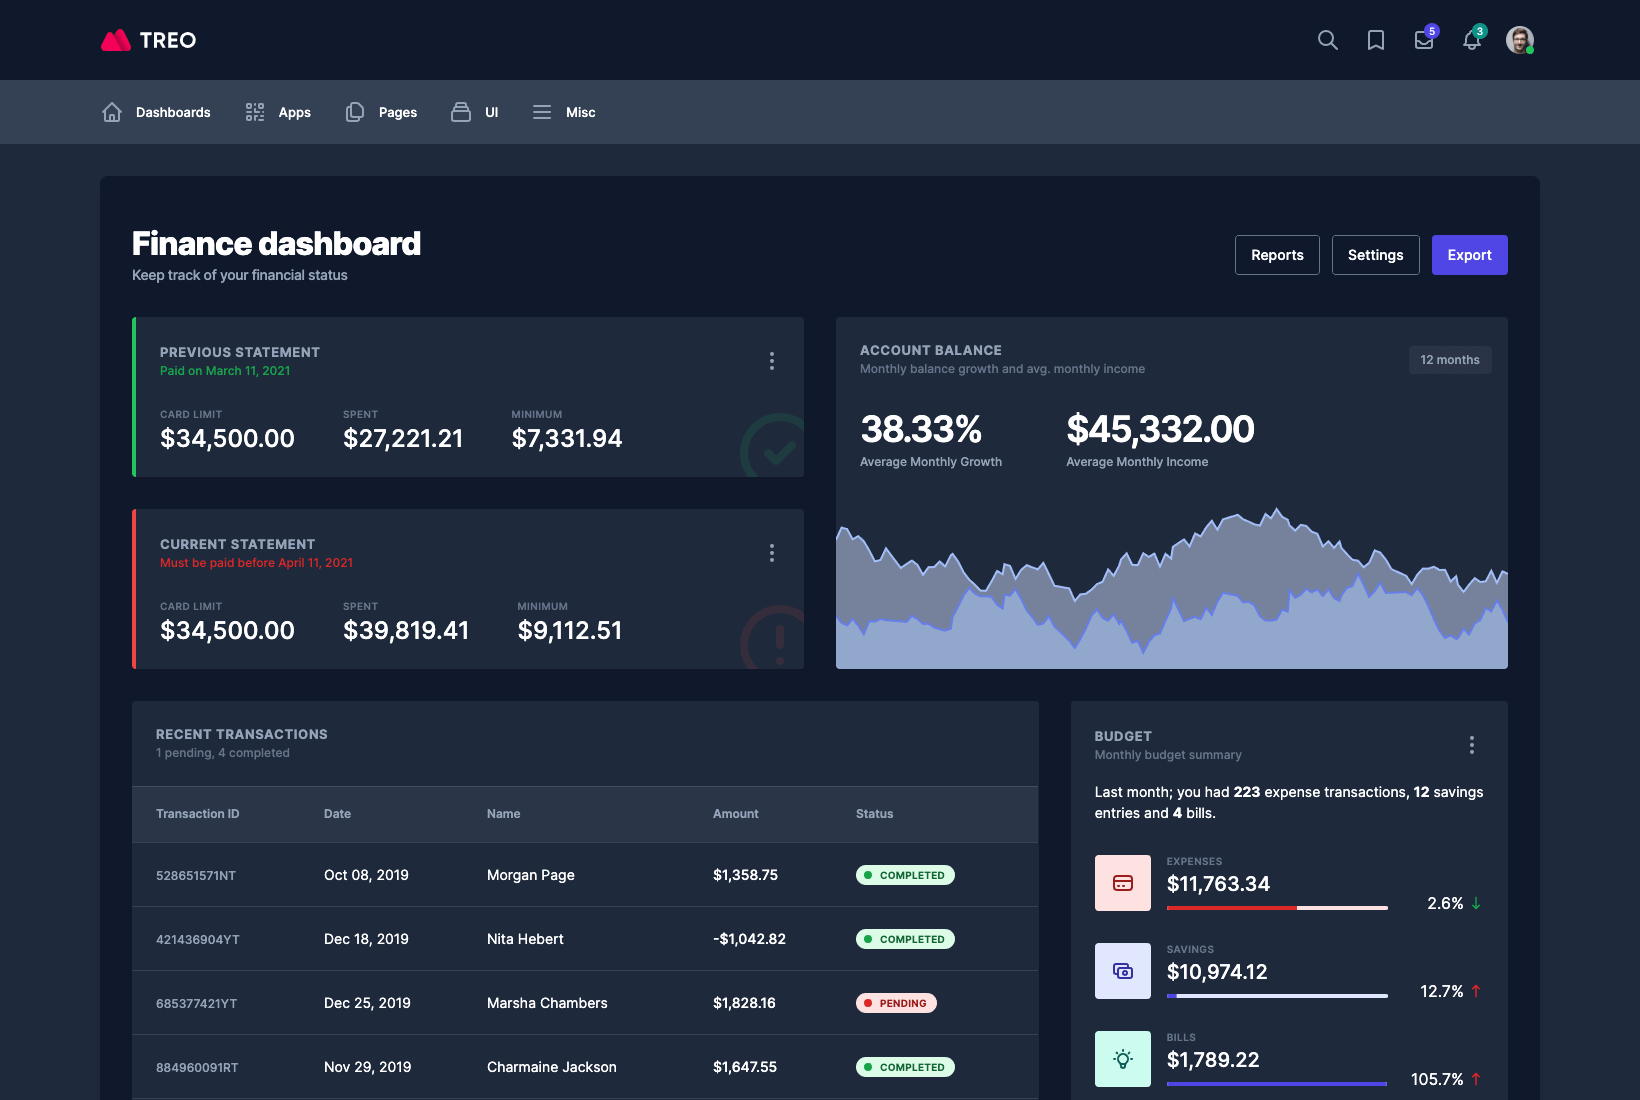 TREO
5
3
Dashboards
Apps
Pages
UI
Misc
Finance dashboard
Keep track of your financial status
Reports
Settings
Export
PREVIOUS STATEMENT
Paid on March 11, 2021
CARD LIMIT
SPENT
MINIMUM
$34,500.00
$27,221.21
$7,331.94
CURRENT STATEMENT
Must be paid before April 11, 2021
CARD LIMIT
SPENT
MINIMUM
$34,500.00
$39,819.41
$9,112.51
ACCOUNT BALANCE
Monthly balance growth and avg. monthly income
12 months
38.33%
$45,332.00
Average Monthly Growth
Average Monthly Income
RECENT TRANSACTIONS
1 pending, 4 completed
Transaction ID Date Name Amount Status
528651571NT Oct 08, 2019 Morgan Page $1,358.75 COMPLETED
421436904YT Dec 18, 2019 Nita Hebert -$1,042.82 COMPLETED
685377421YT Dec 25, 2019 Marsha Chambers $1,828.16 PENDING
884960091RT Nov 29, 2019 Charmaine Jackson $1,647.55 COMPLETED
BUDGET
Monthly budget summary
Last month; you had 223 expense transactions, 12 savings
entries and 4 bills.
EXPENSES
$11,763.34
2.6%
SAVINGS
$10,974.12
12.7%
BILLS
$1,789.22
105.7%